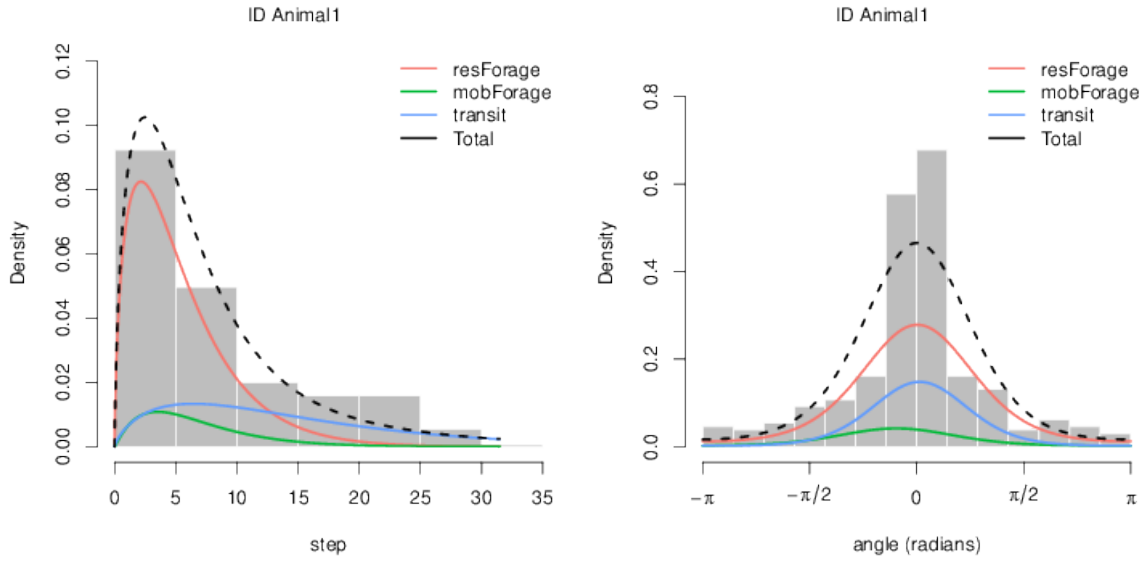 ID Animal1
resForage
mobForage
transit
Total
Density
0.00 0.02 0.04 0.06 0.08 0.10 0.12
0 5 10 15 20 25 30 35
step
ID Animal1
resForage
mobForage
transit
Total
Density
0.0 0.2 0.4 0.6 0.8
−π −π/2 0 π/2 π
angle (radians)